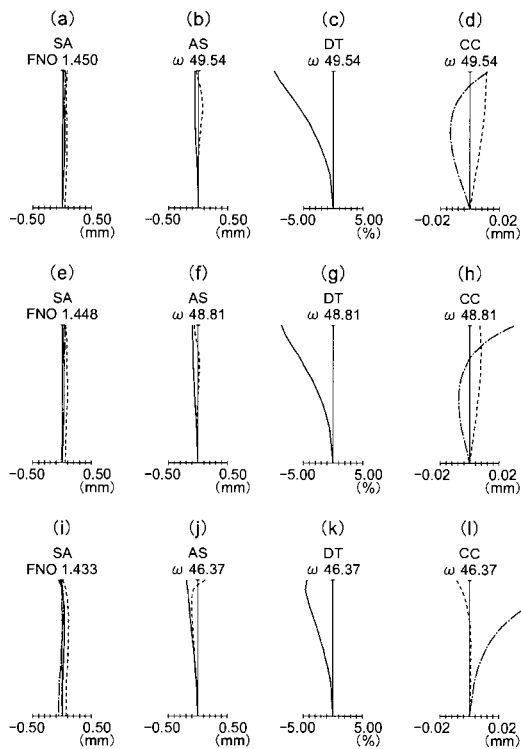 (a) (b) (c) (d)
SA AS DT CC
FNO 1.450 ω 49.54 ω 49.54 ω 49.54
−0.50 0.50 −0.50 0.50 −5.00 5.00 −0.02 0.02
(mm) (mm) (%) (mm)
(e) (f) (g) (h)
SA AS DT CC
FNO 1.448 ω 48.81 ω 48.81 ω 48.81
−0.50 0.50 −0.50 0.50 −5.00 5.00 −0.02 0.02
(mm) (mm) (%) (mm)
(i) (j) (k) (l)
SA AS DT CC
FNO 1.433 ω 46.37 ω 46.37 ω 46.37
−0.50 0.50 −0.50 0.50 −5.00 5.00 −0.02 0.02
(mm) (mm) (%) (mm)